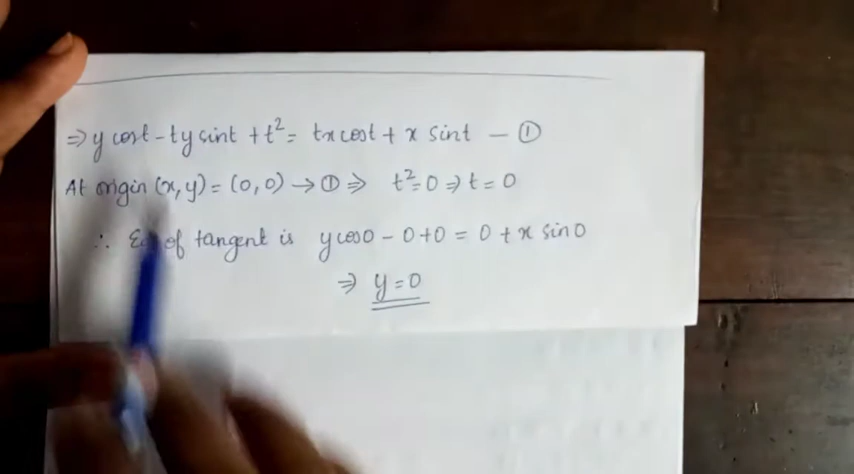 ⇒ y cost - ty sint + t² = tx cost + x sint - ①
At origin (x, y) = (0, 0) → ① ⇒ t² = 0 ⇒ t = 0
∴ of tangent is y cos0 - 0 + 0 = 0 + x sin0
⇒ y = 0